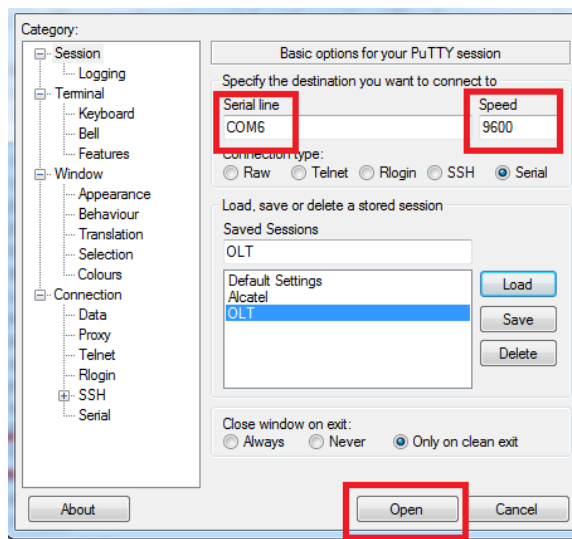 Category:
Session
Logging
Terminal
Keyboard
Bell
Features
Window
Appearance
Behaviour
Translation
Selection
Colours
Connection
Data
Proxy
Telnet
Rlogin
SSH
Serial
Basic options for your PuTTY session
Specify the destination you want to connect to
Serial line Speed
COM6 9600
Connection type:
Raw Telnet Rlogin SSH Serial
Load, save or delete a stored session
Saved Sessions
OLT
Default Settings
Alcatel
OLT
Load
Save
Delete
Close window on exit:
Always Never Only on clean exit
About Open Cancel